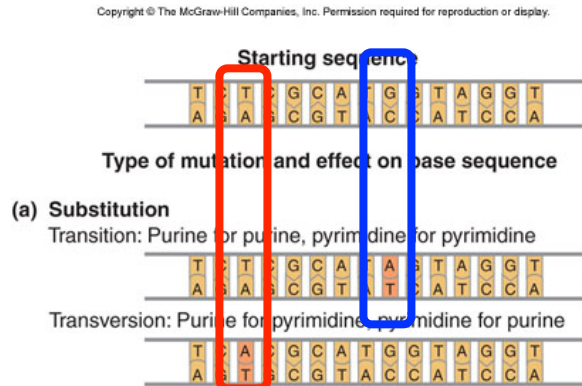 Copyright © The McGraw-Hill Companies, Inc. Permission required for reproduction or display.
Starting sequence
T C T C G C A T G G T A G G T
A G A G C G T A C C A T C C A
Type of mutation and effect on base sequence
(a) Substitution
Transition: Purine for purine, pyrimidine for pyrimidine
T C T C G C A T A G T A G G T
A G A G C G T A T C A T C C A
Transversion: Purine for pyrimidine, pyrimidine for purine
T C A C G C A T G G T A G G T
A G T G C G T A C C A T C C A